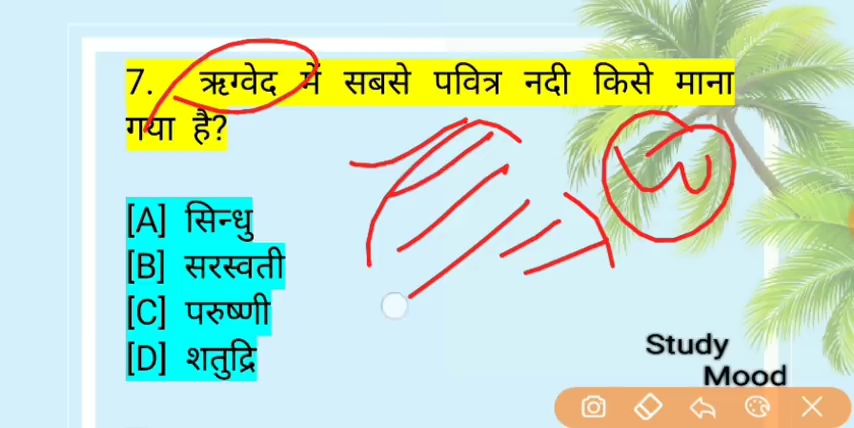 7. ऋग्वेद में सबसे पवित्र नदी किसे माना
गया है?
[A] सिन्धु
[B] सरस्वती
[C] परुष्णी
[D] शतुद्रि
Study
Mood